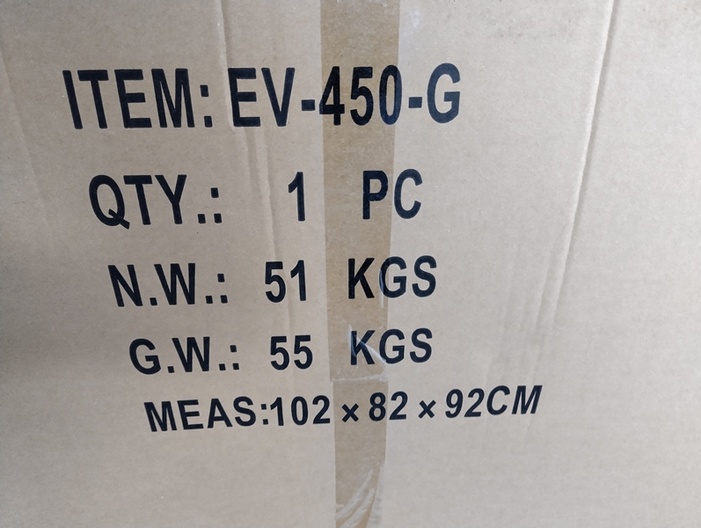 ITEM: EV-450-G
QTY.: 1 PC
N.W.: 51 KGS
G.W.: 55 KGS
MEAS:102×82×92CM